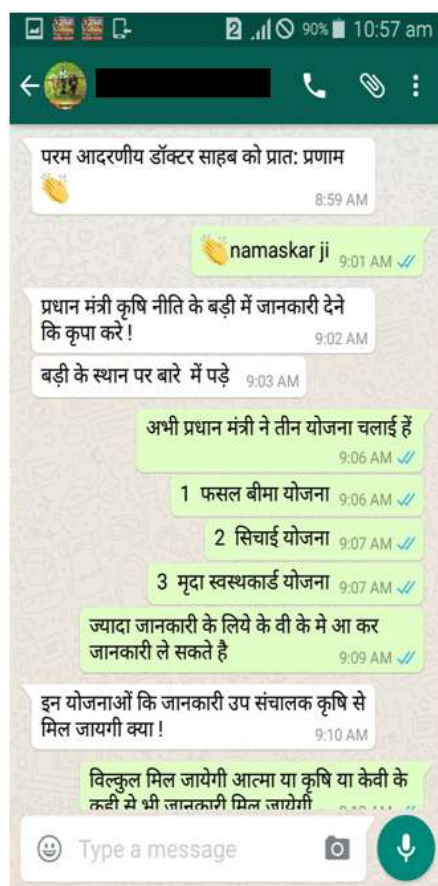 2 90% 10:57 am
परम आदरणीय डॉक्टर साहब को प्रात: प्रणाम
8:59 AM
namaskar ji 9:01 AM
प्रधान मंत्री कृषि नीति के बड़ी में जानकारी देने
कि कृपा करे ! 9:02 AM
बड़ी के स्थान पर बारे में पड़े 9:03 AM
अभी प्रधान मंत्री ने तीन योजना चलाई हें
9:06 AM
1 फसल बीमा योजना 9:06 AM
2 सिचाई योजना 9:07 AM
3 मृदा स्वस्थकार्ड योजना 9:07 AM
ज्यादा जानकारी के लिये के वी के मे आ कर
जानकारी ले सकते है 9:09 AM
इन योजनाओं कि जानकारी उप संचालक कृषि से
मिल जायगी क्या ! 9:10 AM
विल्कुल मिल जायेगी आत्मा या कृषि या केवी के
कही से भी जानकारी मिल जायेगी
Type a message